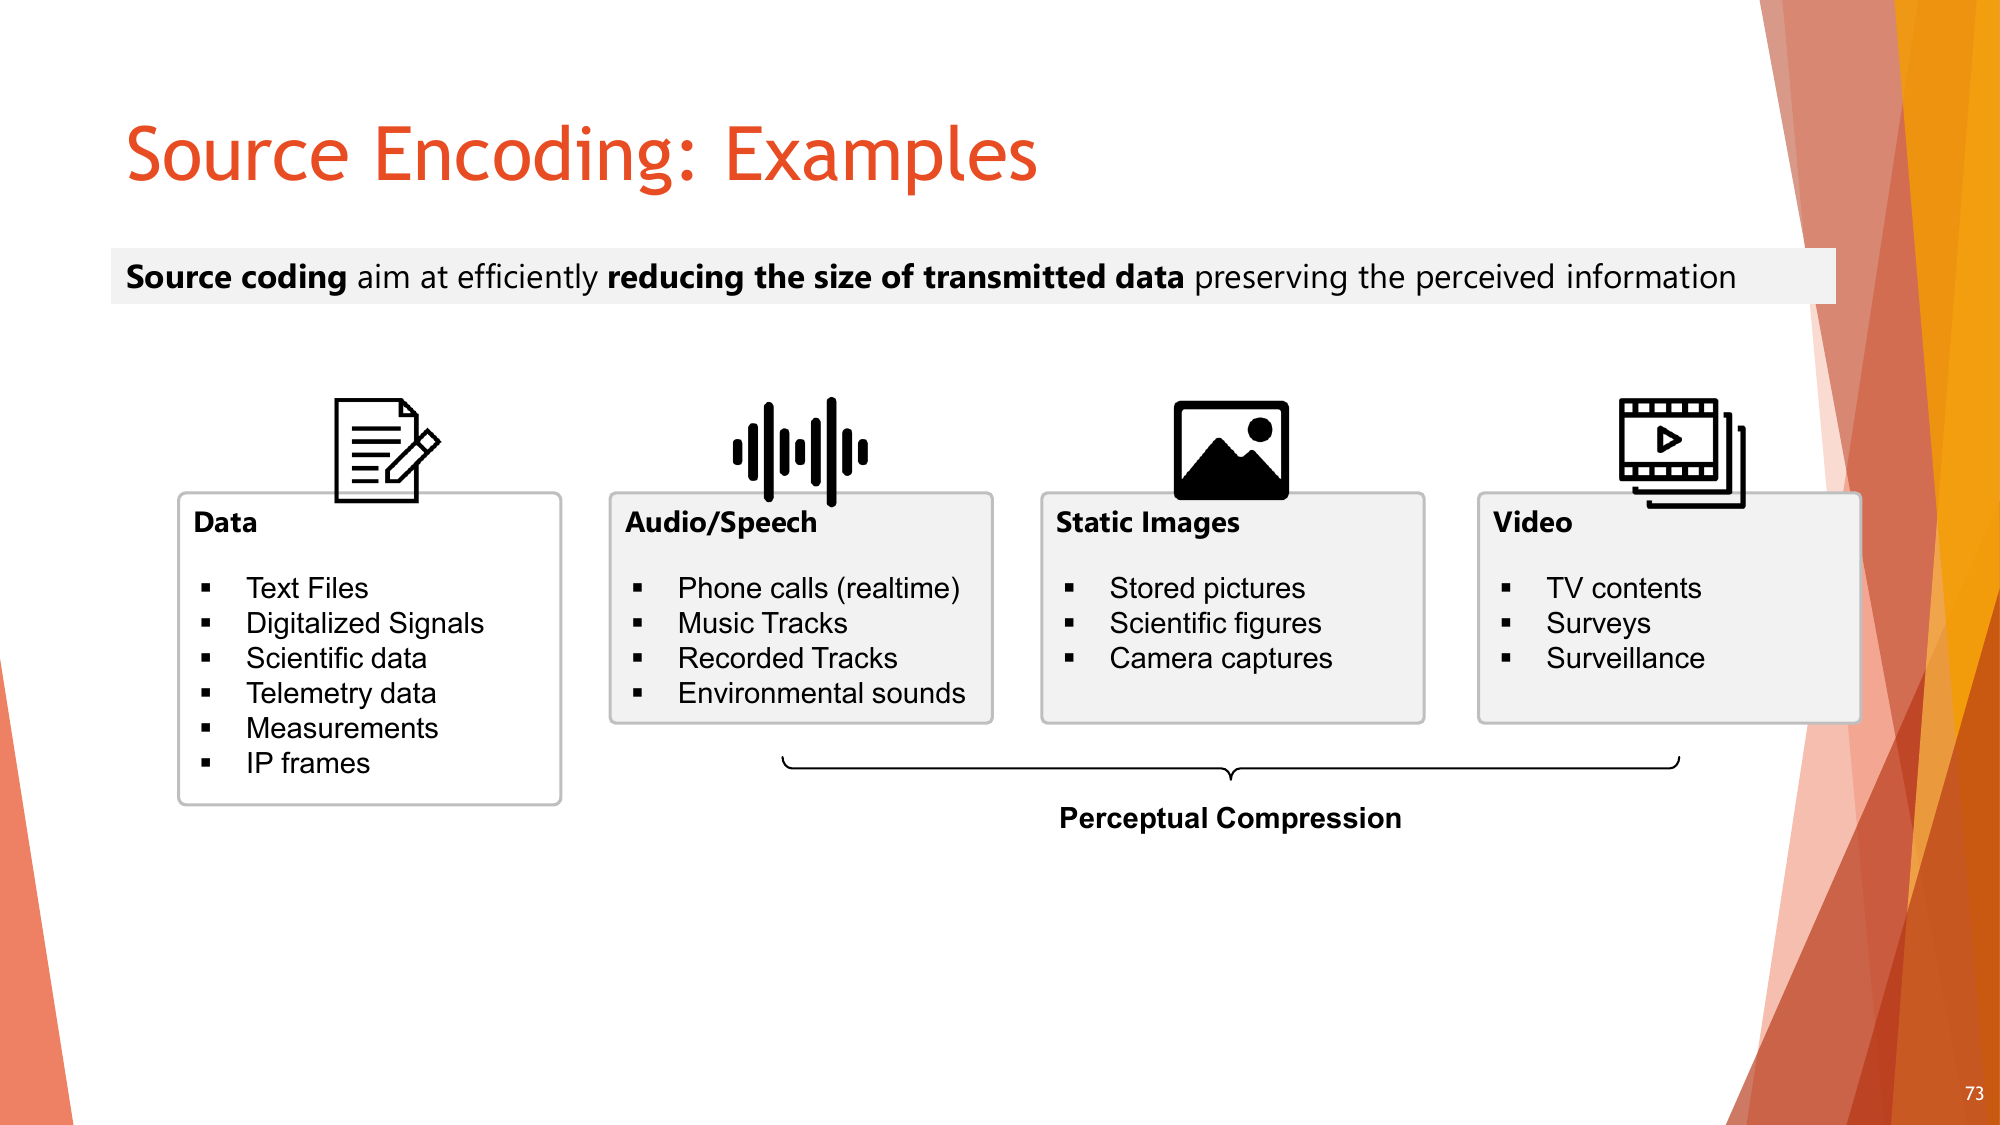 Source Encoding: Examples
Source coding aim at efficiently reducing the size of transmitted data preserving the perceived information
Data
▪ Text Files
▪ Digitalized Signals
▪ Scientific data
▪ Telemetry data
▪ Measurements
▪ IP frames
Audio/Speech
▪ Phone calls (realtime)
▪ Music Tracks
▪ Recorded Tracks
▪ Environmental sounds
Static Images
▪ Stored pictures
▪ Scientific figures
▪ Camera captures
Video
▪ TV contents
▪ Surveys
▪ Surveillance
Perceptual Compression
73